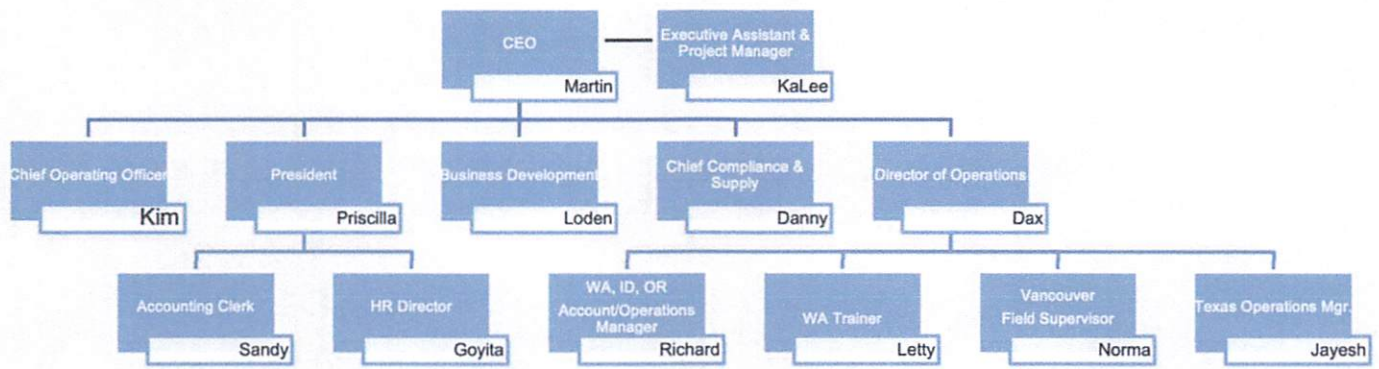 CEO
Martin
Executive Assistant &
Project Manager
KaLee
Chief Operating Officer
Kim
President
Priscilla
Business Development
Loden
Chief Compliance &
Supply
Danny
Director of Operations
Dax
Accounting Clerk
Sandy
HR Director
Goyita
WA, ID, OR
Account/Operations
Manager
Richard
WA Trainer
Letty
Vancouver
Field Supervisor
Norma
Texas Operations Mgr.
Jayesh